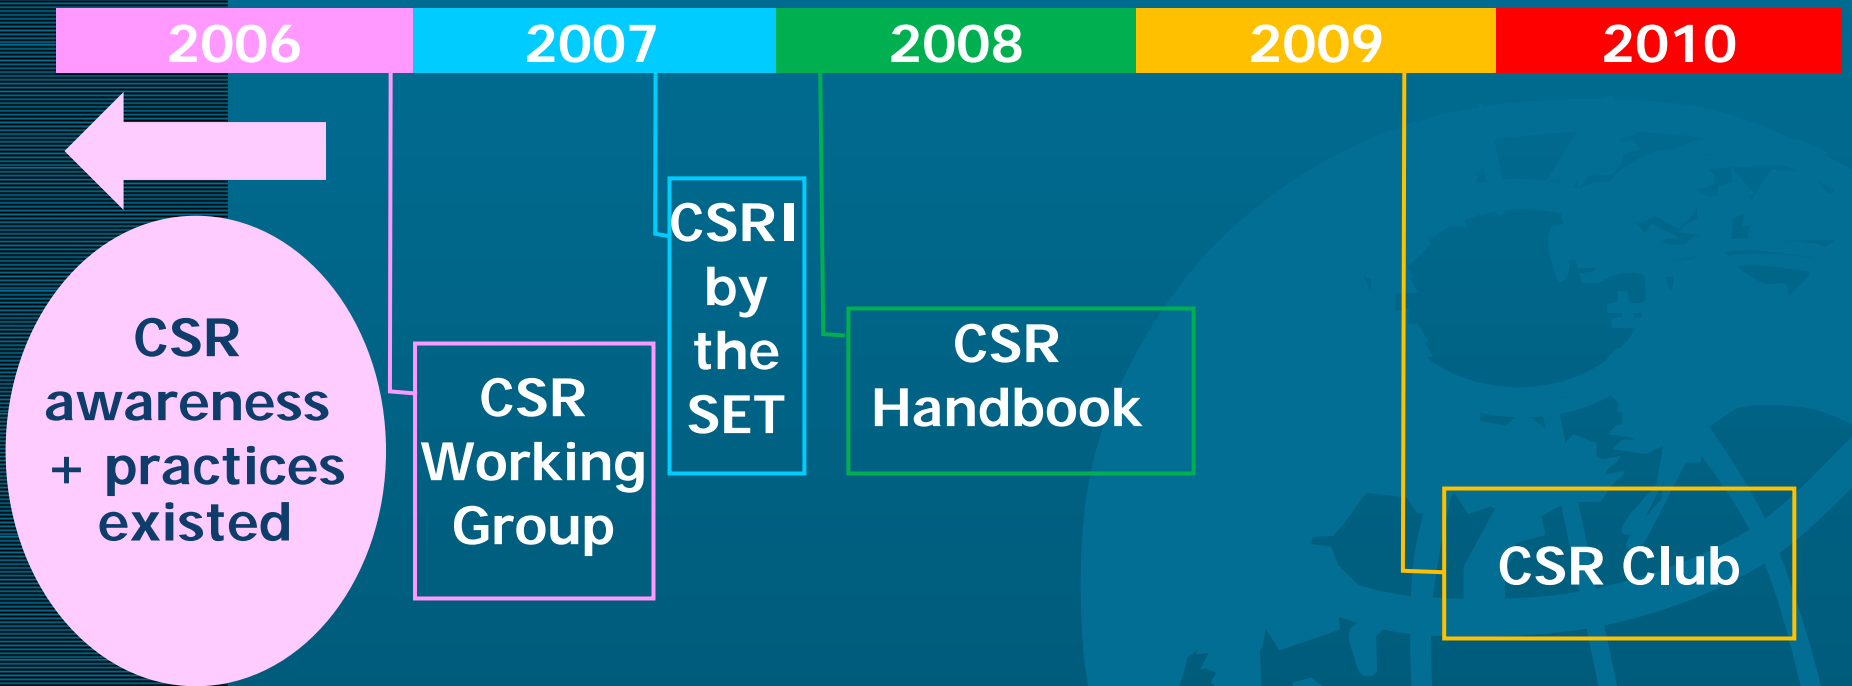 2006 2007 2008 2009 2010
CSR
awareness
+ practices
existed
CSR
Working
Group
CSRI
by
the
SET
CSR
Handbook
CSR Club